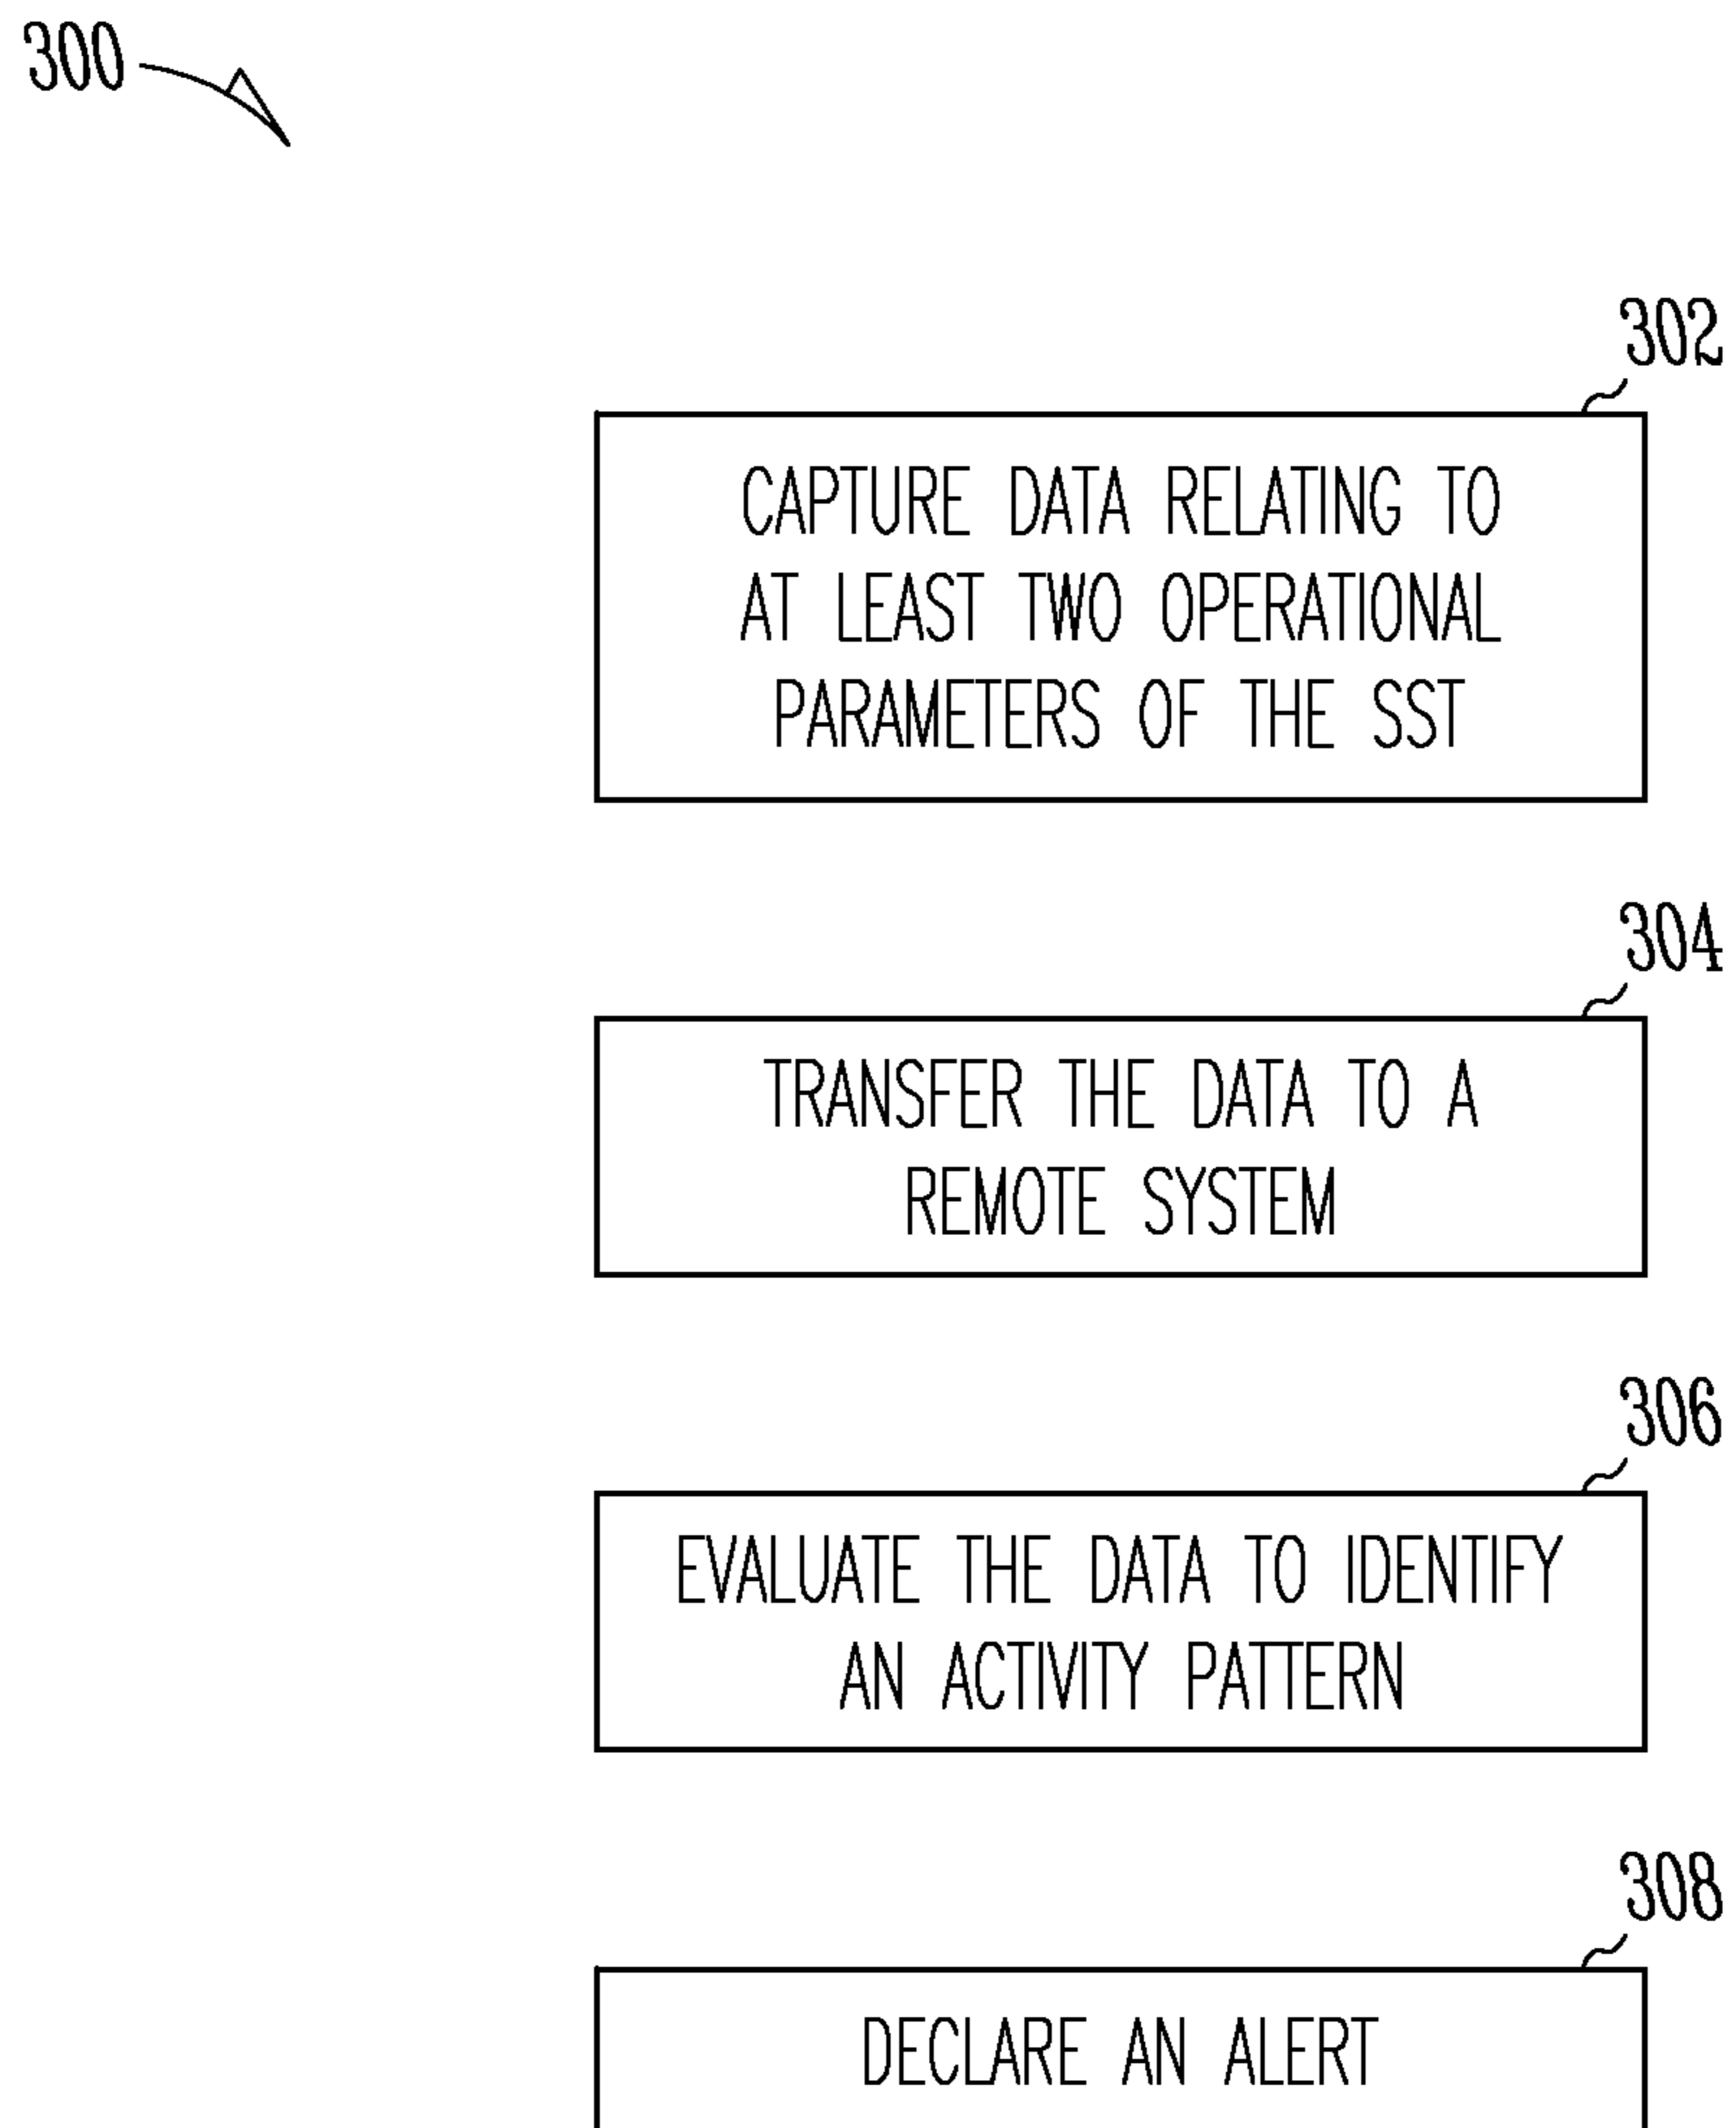 300
302
CAPTURE DATA RELATING TO
AT LEAST TWO OPERATIONAL
PARAMETERS OF THE SST
304
TRANSFER THE DATA TO A
REMOTE SYSTEM
306
EVALUATE THE DATA TO IDENTIFY
AN ACTIVITY PATTERN
308
DECLARE AN ALERT